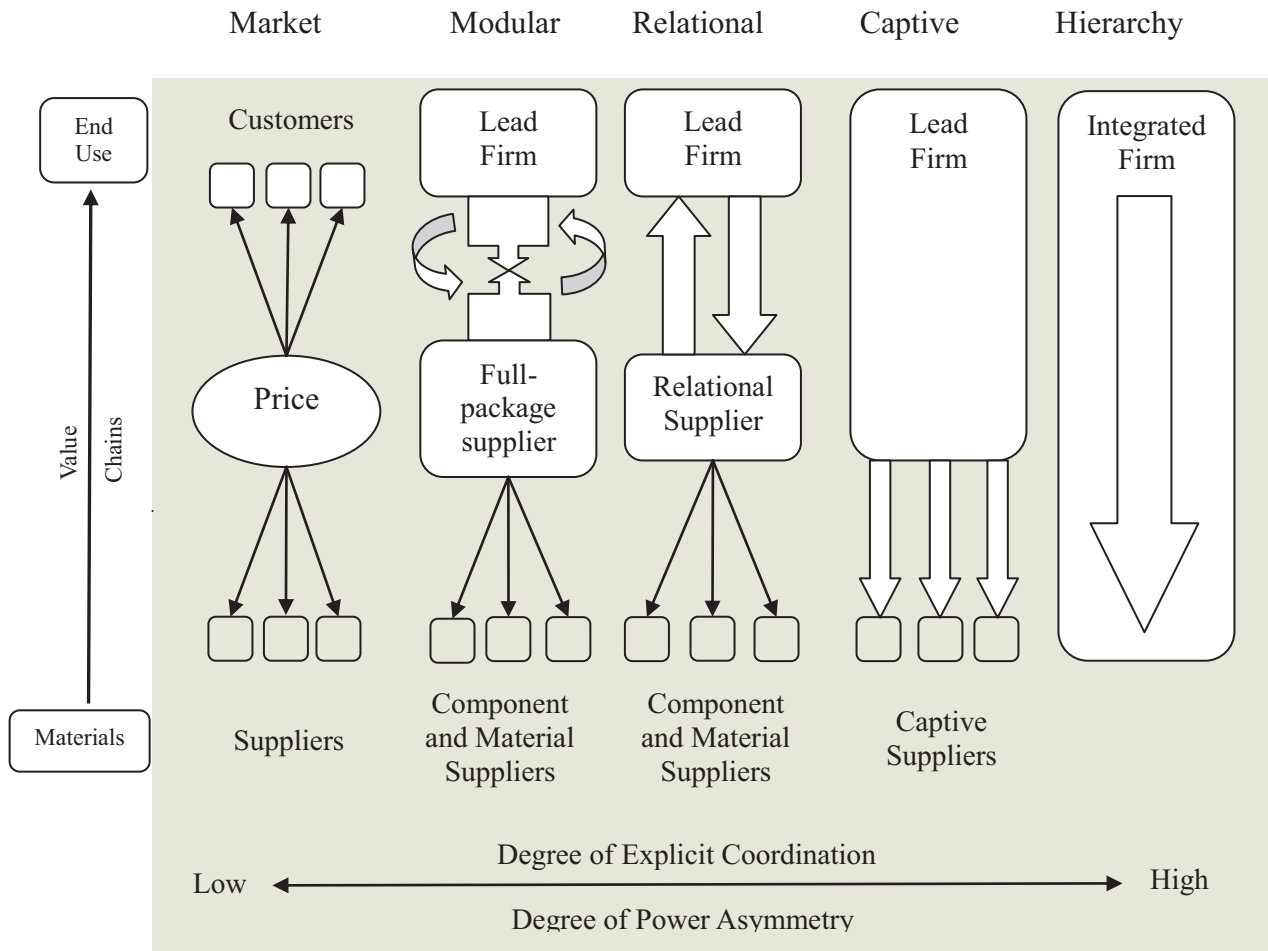 Market
Modular
Relational
Captive
Hierarchy
End
Use
Value
Chains
Materials
Customers
Price
Suppliers
Lead
Firm
Full-
package
supplier
Component
and Material
Suppliers
Lead
Firm
Relational
Supplier
Component
and Material
Suppliers
Lead
Firm
Captive
Suppliers
Integrated
Firm
Degree of Explicit Coordination
Low
High
Degree of Power Asymmetry